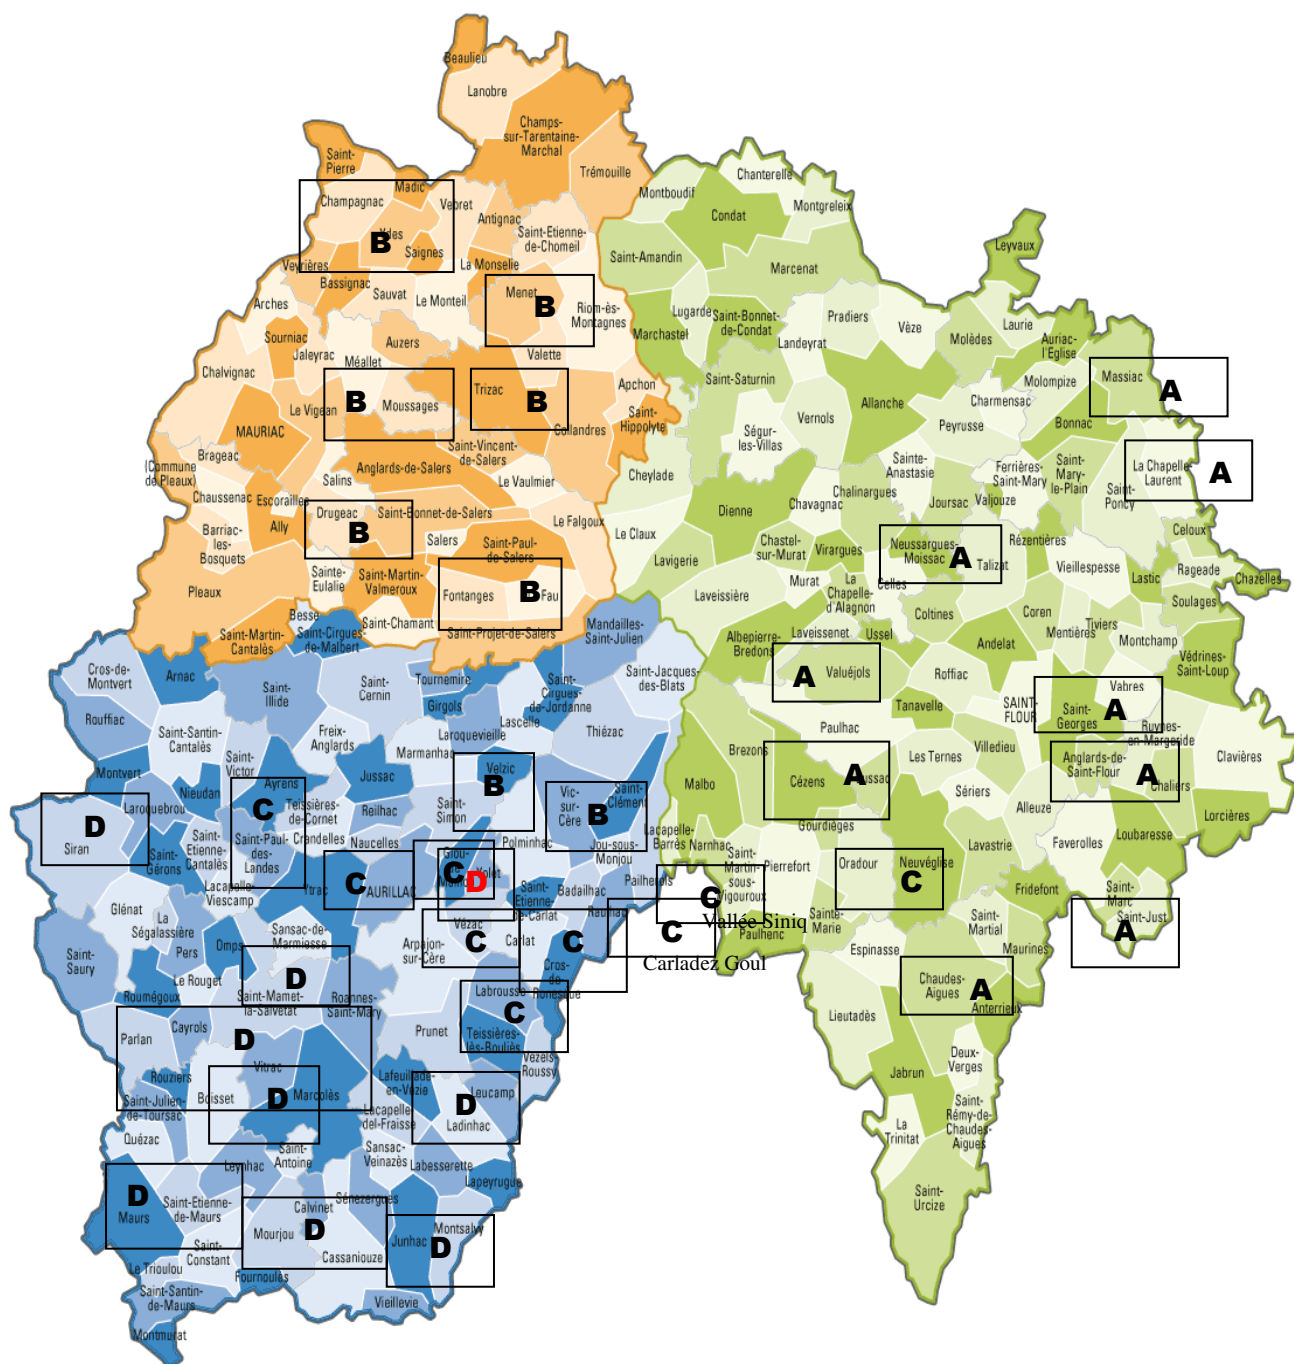 Beaulieu
Lanobre
Champs-
sur-Tarentaine-
Marchal
Saint-
Pierre
Madic
Trémouille
Champagnac
Vebret
Antignac
Saint-Etienne-
de-Chomeil
Ydes
B
Saignes
Veyrières
La Monselie
Bassignac
Sauvat
Le Monteil
Menet
B
Riom-ès-
Montagnes
Arches
Sourniac
Jaleyrac
Auzers
Méallet
Valette
Chalvignac
Le Vigean
B
Moussages
Trizac
B
Apchon
Saint-
Hippolyte
Collandres
MAURIAC
Brageac
(Commune
de Pleaux)
Anglards-de-Salers
Saint-Vincent-
de-Salers
Le Vaulmier
Salins
Chaussenac
Escorailles
Ally
Drugeac
B
Saint-Bonnet-de-Salers
Le Falgoux
Barriac-
les-
Bosquets
Salers
Saint-Paul-
de-Salers
Pleaux
Sainte-
Eulalie
Saint-Martin-
Valmeroux
Fontanges
B
Fau
Saint-Chamant
Saint-Projet-de-Salers
Saint-Martin-
Cantalès
Besse
Saint-Cirgues-
de-Malbert
Montboudif
Chanterelle
Montgreleix
Condat
Saint-Amandin
Marcenat
Leyvaux
Lugarde
Saint-Bonnet-
de-Condat
Marchastel
Landeyrat
Pradiers
Vèze
Molèdes
Laurie
Auriac-
l'Eglise
Molompize
Massiac
A
Saint-Saturnin
Allanche
Charmensac
Peyrusse
Bonnac
Vernols
Ségur-
les-Villas
Cheylade
Sainte-
Anastasie
Ferrières-
Saint-Mary
Saint-
Mary-
le-Plain
La Chapelle-
Laurent
A
Saint-
Poncy
Chalinargues
Chavagnac
Joursac
Valjouze
Dienne
Le Claux
Lavigerie
Chastel-
sur-Murat
Virargues
Neussargues-
Moissac
A
Talizat
Rézentières
Celoux
Vieillespesse
Rageade
Lastic
Chazelles
Soulages
Laveissière
Murat
La
Chapelle-
d'Alagnon
Celles
Coltines
Coren
Mentières
Tiviers
Montchamp
Albepierre-
Bredons
Laveissenet
Ussel
Andelat
Védrines-
Saint-Loup
Valuéjols
A
Roffiac
Tanavelle
SAINT-
FLOUR
Saint-
Georges
Vabres
A
Ruynes-
en-Margeride
Clavières
Paulhac
Brezons
Les Ternes
Villedieu
Anglards-de-
Saint-Flour
A
Chaliers
Malbo
Cézens
A
Cussac
Sériers
Alleuze
Lorcières
Gourdièges
Loubaresse
Faverolles
Lavastrie
Lacapelle-
Barrès
Narnhac
Saint-
Martin-
sous-
Vigouroux
Pierrefort
Oradour
Neuvéglise
C
Fridefont
Saint-
Marc
Saint-Just
A
Saint-
Martial
Maurines
Sainte-
Marie
Paulhenc
Espinasse
Chaudes-
Aigues
A
Anterrieux
Lieutadès
Deux-
Verges
Jabrun
La
Trinitat
Saint-
Rémy-de-
Chaudes-
Aigues
Saint-
Urcize
C
Vallée Siniq
C
Carladez Goul
Mandailles-
Saint-Julien
Saint-Jacques-
des-Blats
Cros-de-
Montvert
Arnac
Saint-
Illide
Saint-
Cernin
Tournemire
Girgols
Saint-
Cirgues-
de-Jordanne
Lascelle
Rouffiac
Saint-Santin-
Cantalès
Freix-
Anglards
Laroquevieille
Marmanhac
Thiézac
Montvert
Saint-
Victor
Ayrens
Jussac
Velzic
B
Nieudan
Laroquebrou
C
Teissières-
de-Cornet
Reilhac
Saint-
Simon
Vic-
sur-
Cère
B
Saint-
Clément
D
Siran
Saint-
Gérons
Saint-
Etienne-
Cantalès
Saint-Paul-
des-
Landes
Crandelles
Naucelles
Polminhac
Jou-sous-
Monjou
Lacapelle-
Viescamp
Ytrac
C
AURILLAC
Giou-
C
Yolet
D
Saint-
Etienne-
de-Carlat
Badailhac
Pailherols
Raulhac
Glénat
La
Ségalassière
Pers
Omps
Sansac-de-
Marmiesse
Arpajon-
sur-Cère
Vézac
C
Carlat
C
Cros-
de-
Ronesque
Saint-
Saury
Roumégoux
Le Rouget
D
Saint-Mamet-
la-Salvetat
Roannes-
Saint-Mary
Labrousse
C
Parlan
Cayrols
D
Vitrac
Prunet
Teissières-
lès-Bouliès
Vezels-
Roussy
Rouziers
Boisset
D
Marcolès
Lafeuillade-
en-Vézie
Leucamp
D
Ladinhac
Saint-Julien-
de-Toursac
Lacapelle-
del-Fraisse
Quézac
Saint-
Antoine
Sansac-
Veinazès
Leynhac
Labesserette
Lapeyrugue
D
Maurs
Saint-Etienne-
de-Maurs
Calvinet
Sénezergues
Mourjou
D
Cassaniouze
Junhac
Montsalvy
D
Saint-
Constant
Le Trioulou
Fournoulès
Saint-Santin-
de-Maurs
Vieillevie
Montmurat